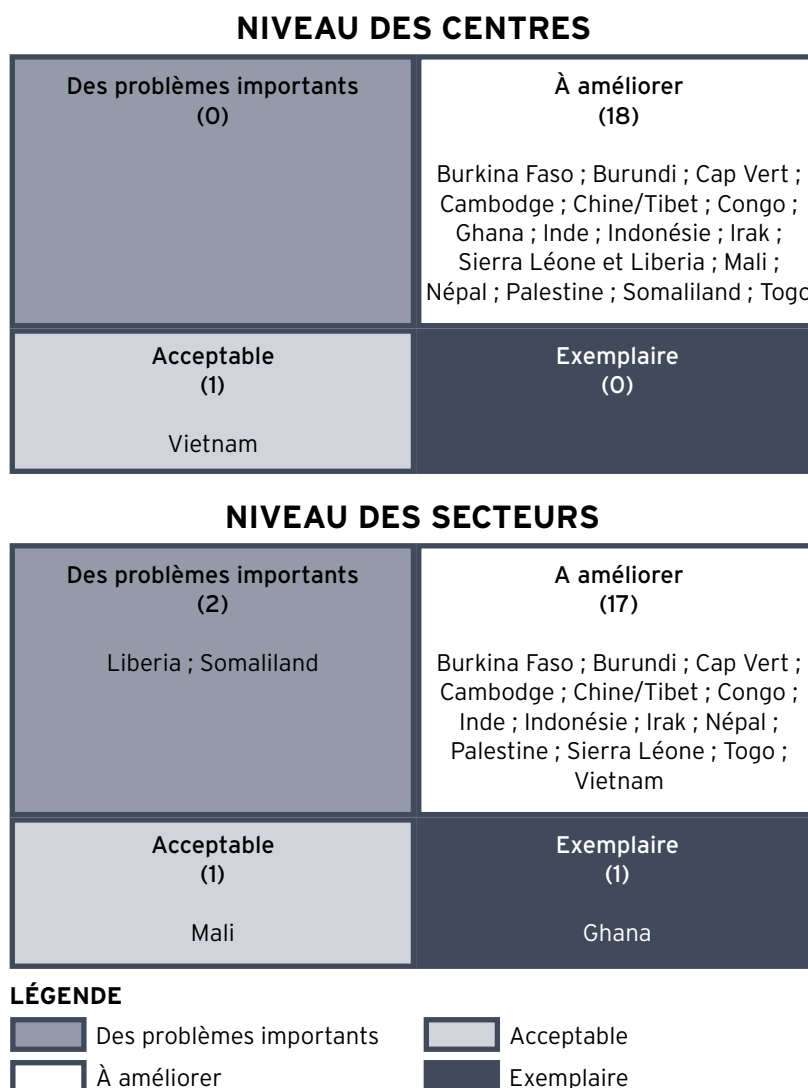 NIVEAU DES CENTRES
Des problèmes importants
(0)
À améliorer
(18)
Burkina Faso ; Burundi ; Cap Vert ;
Cambodge ; Chine/Tibet ; Congo ;
Ghana ; Inde ; Indonésie ; Irak ;
Sierra Léone et Liberia ; Mali ;
Népal ; Palestine ; Somaliland ; Togo
Acceptable
(1)
Vietnam
Exemplaire
(0)
NIVEAU DES SECTEURS
Des problèmes importants
(2)
Liberia ; Somaliland
A améliorer
(17)
Burkina Faso ; Burundi ; Cap Vert ;
Cambodge ; Chine/Tibet ; Congo ;
Inde ; Indonésie ; Irak ; Népal ;
Palestine ; Sierra Léone ; Togo ;
Vietnam
Acceptable
(1)
Mali
Exemplaire
(1)
Ghana
LÉGENDE
Des problèmes importants
Acceptable
À améliorer
Exemplaire